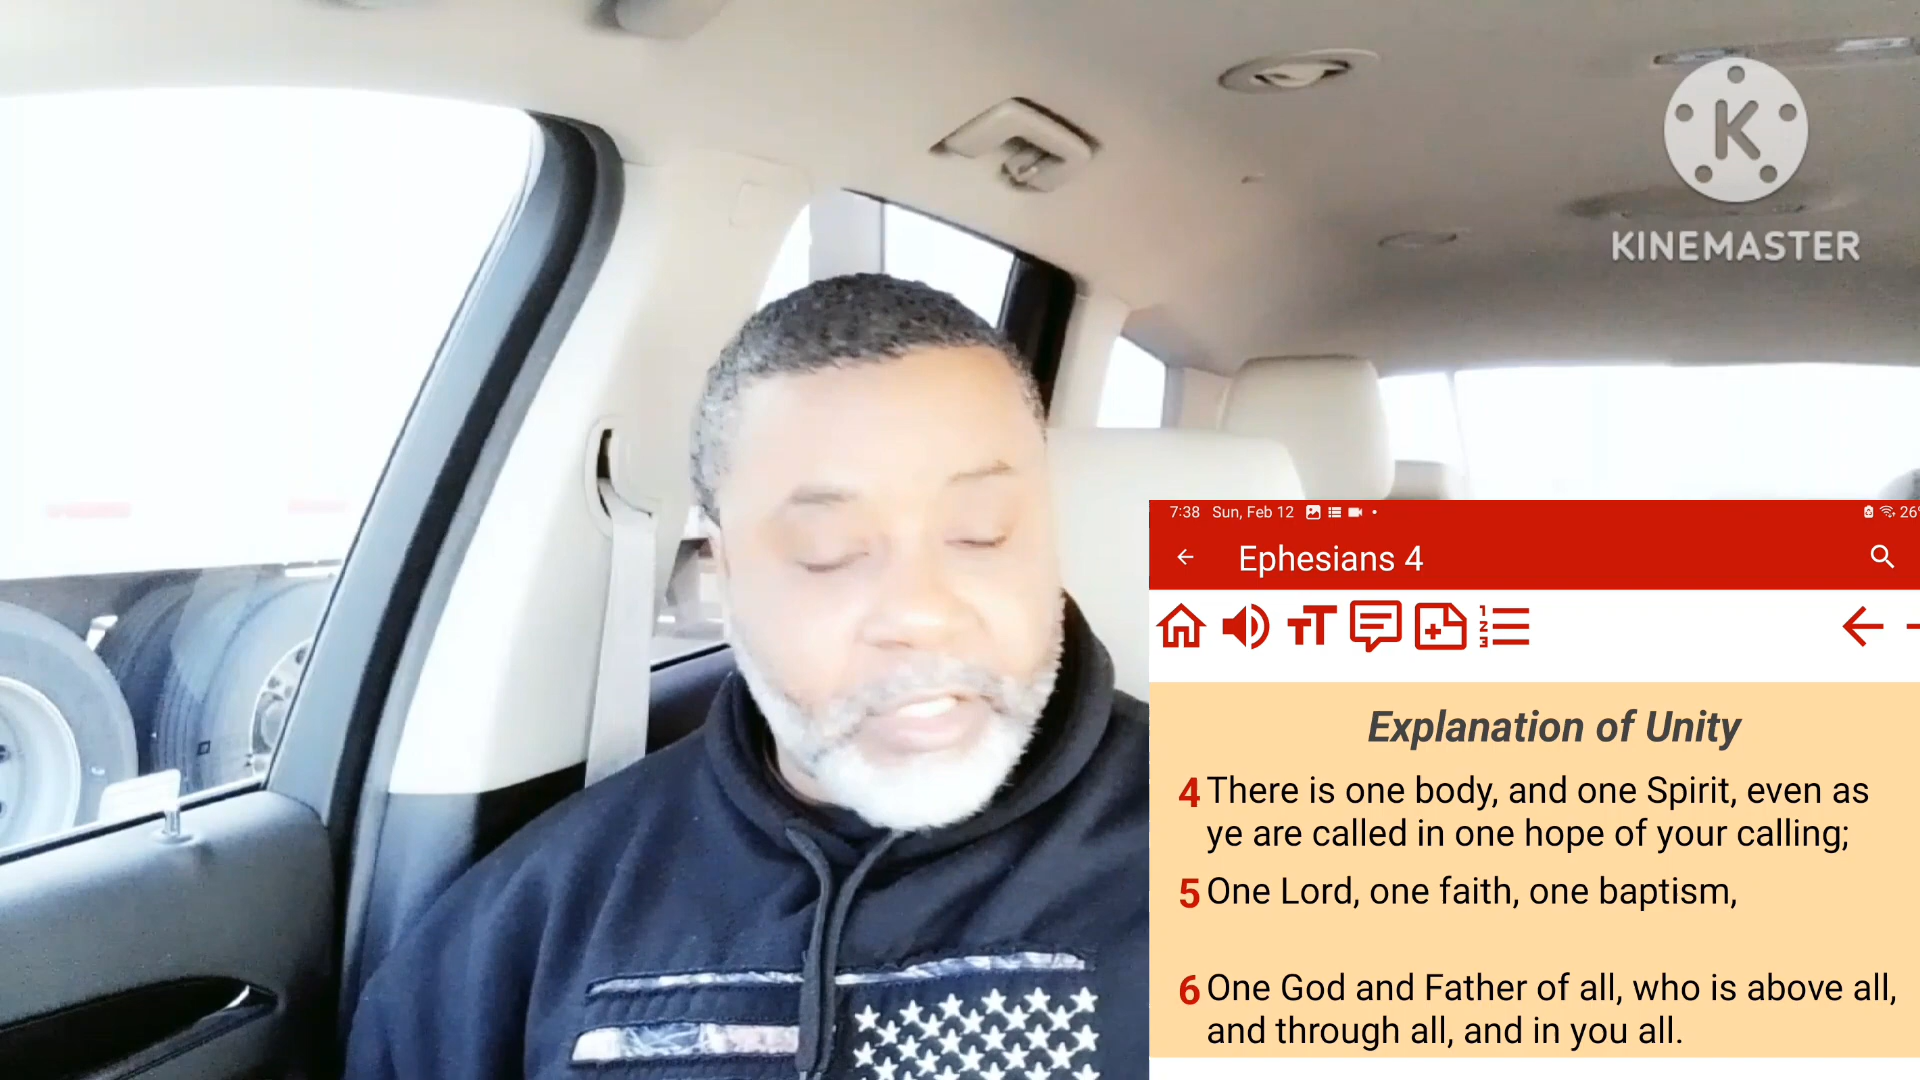 KINEMASTER
7:38 Sun, Feb 12
26
Ephesians 4
Explanation of Unity
4 There is one body, and one Spirit, even as
ye are called in one hope of your calling;
5 One Lord, one faith, one baptism,
6 One God and Father of all, who is above all,
and through all, and in you all.